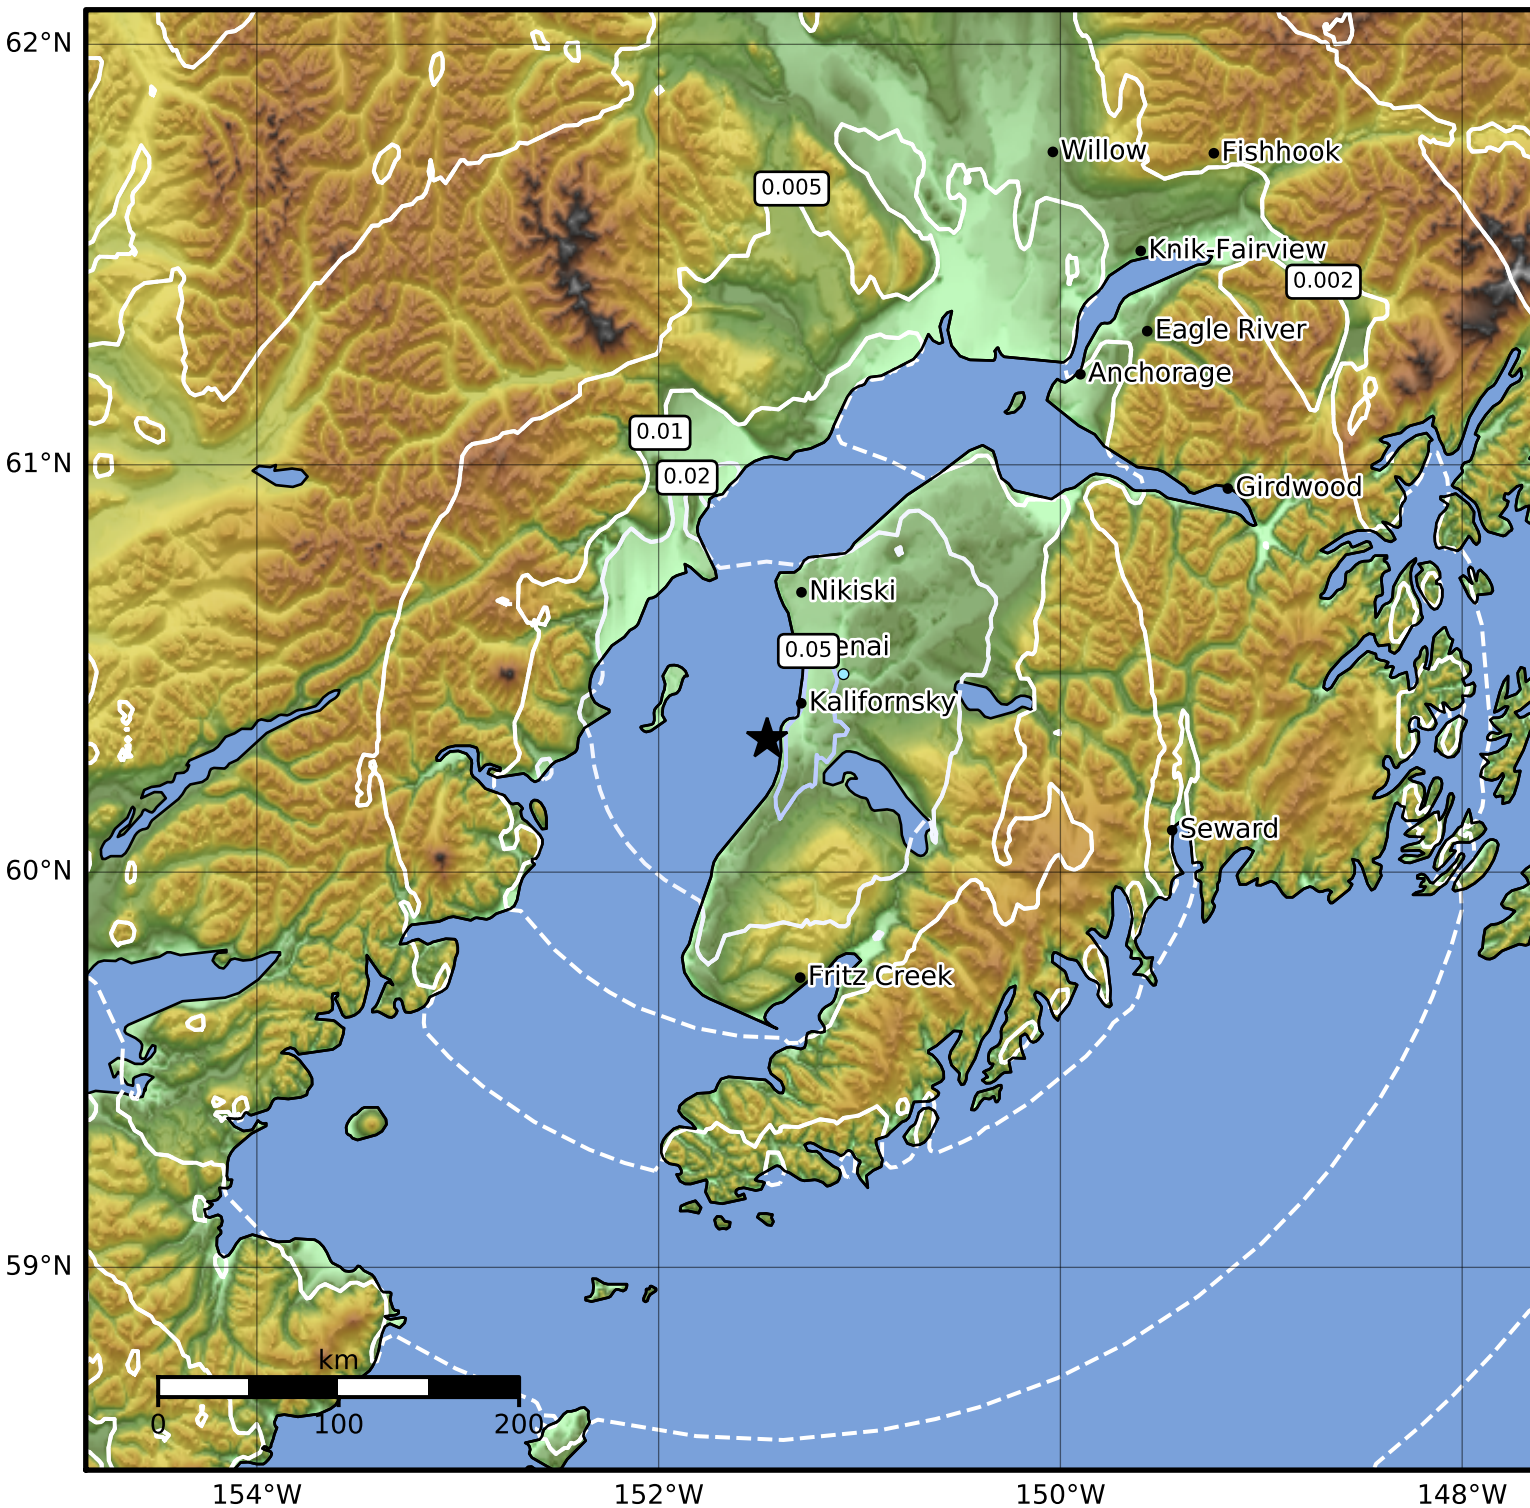 62°N
Willow
Fishhook
0.005
Knik-Fairview
0.002
Eagle River
Anchorage
0.01
61°N
0.02
Girdwood
Nikiski
0.05
enai
Kalifornsky
Seward
60°N
Fritz Creek
59°N
km
0 100 200
154°W 152°W 150°W 148°W